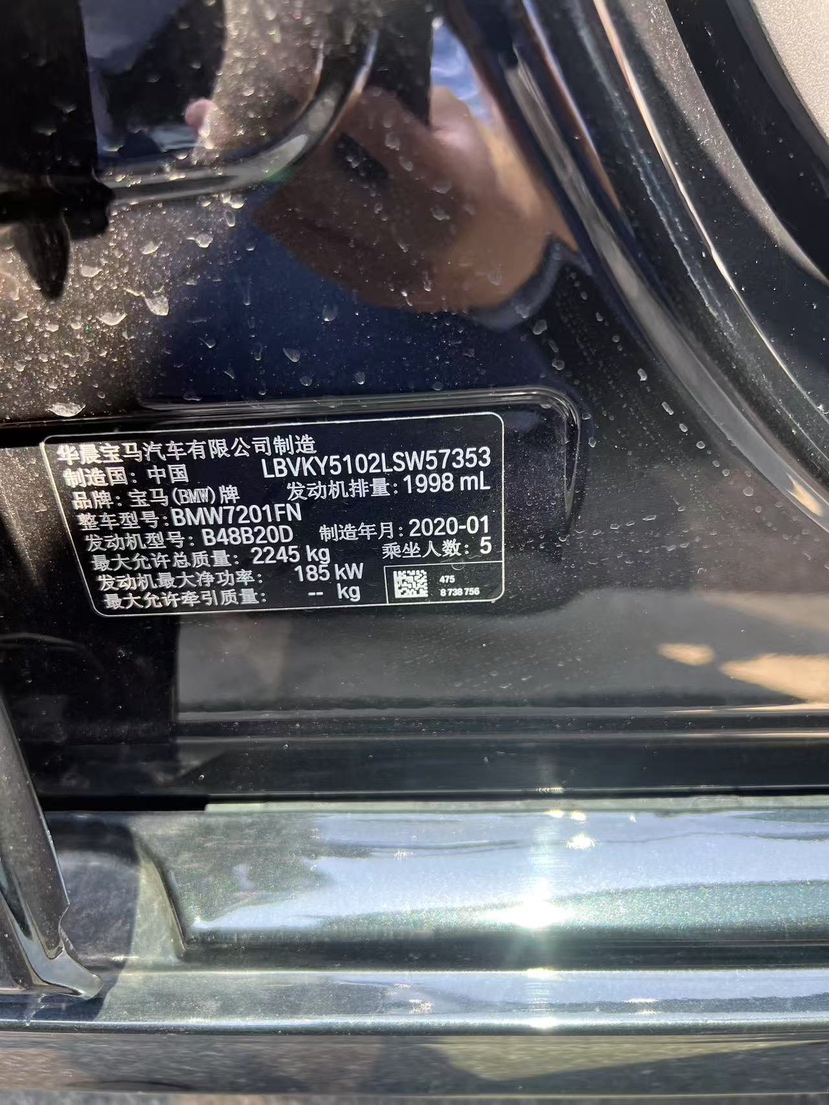 华晨宝马汽车有限公司制造
制造国: 中国 LBVKY5102LSW57353
品牌: 宝马(BMW)牌 发动机排量: 1998 mL
整车型号: BMW7201FN
发动机型号: B48B20D 制造年月: 2020-01
最大允许总质量: 2245 kg 乘坐人数: 5
发动机最大净功率: 185 kW
最大允许牵引质量: -- kg
475
8 738 756